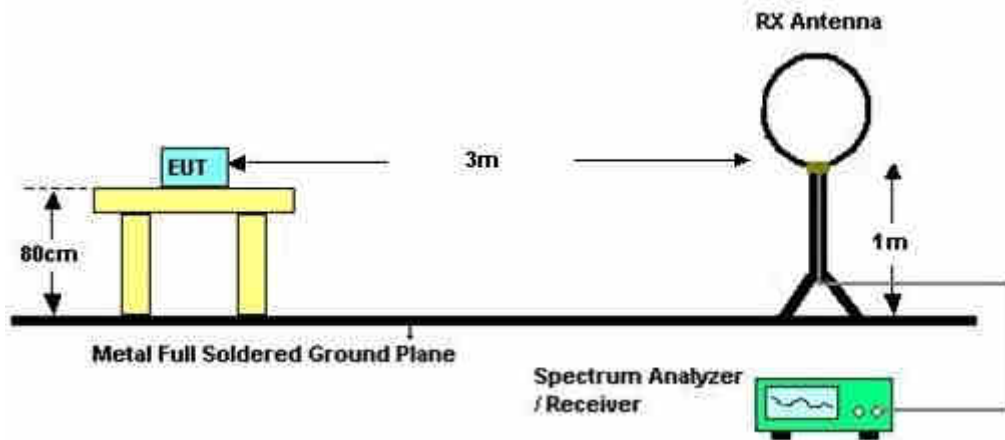 RX Antenna
EUT
3m
80cm
1m
Metal Full Soldered Ground Plane
Spectrum Analyzer
/ Receiver